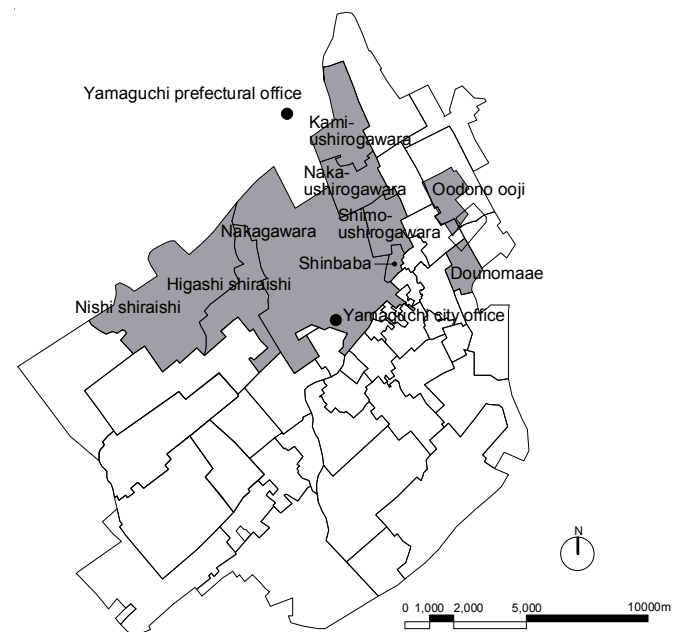 Yamaguchi prefectural office
Kami-
ushirogawara
Naka-
ushirogawara
Oodono ooji
Shimo-
ushirogawara
Nakagawara
Shinbaba
Dounomaae
Higashi shiraishi
Nishi shiraishi
Yamaguchi city office
N
0 1,000 2,000 5,000 10000m